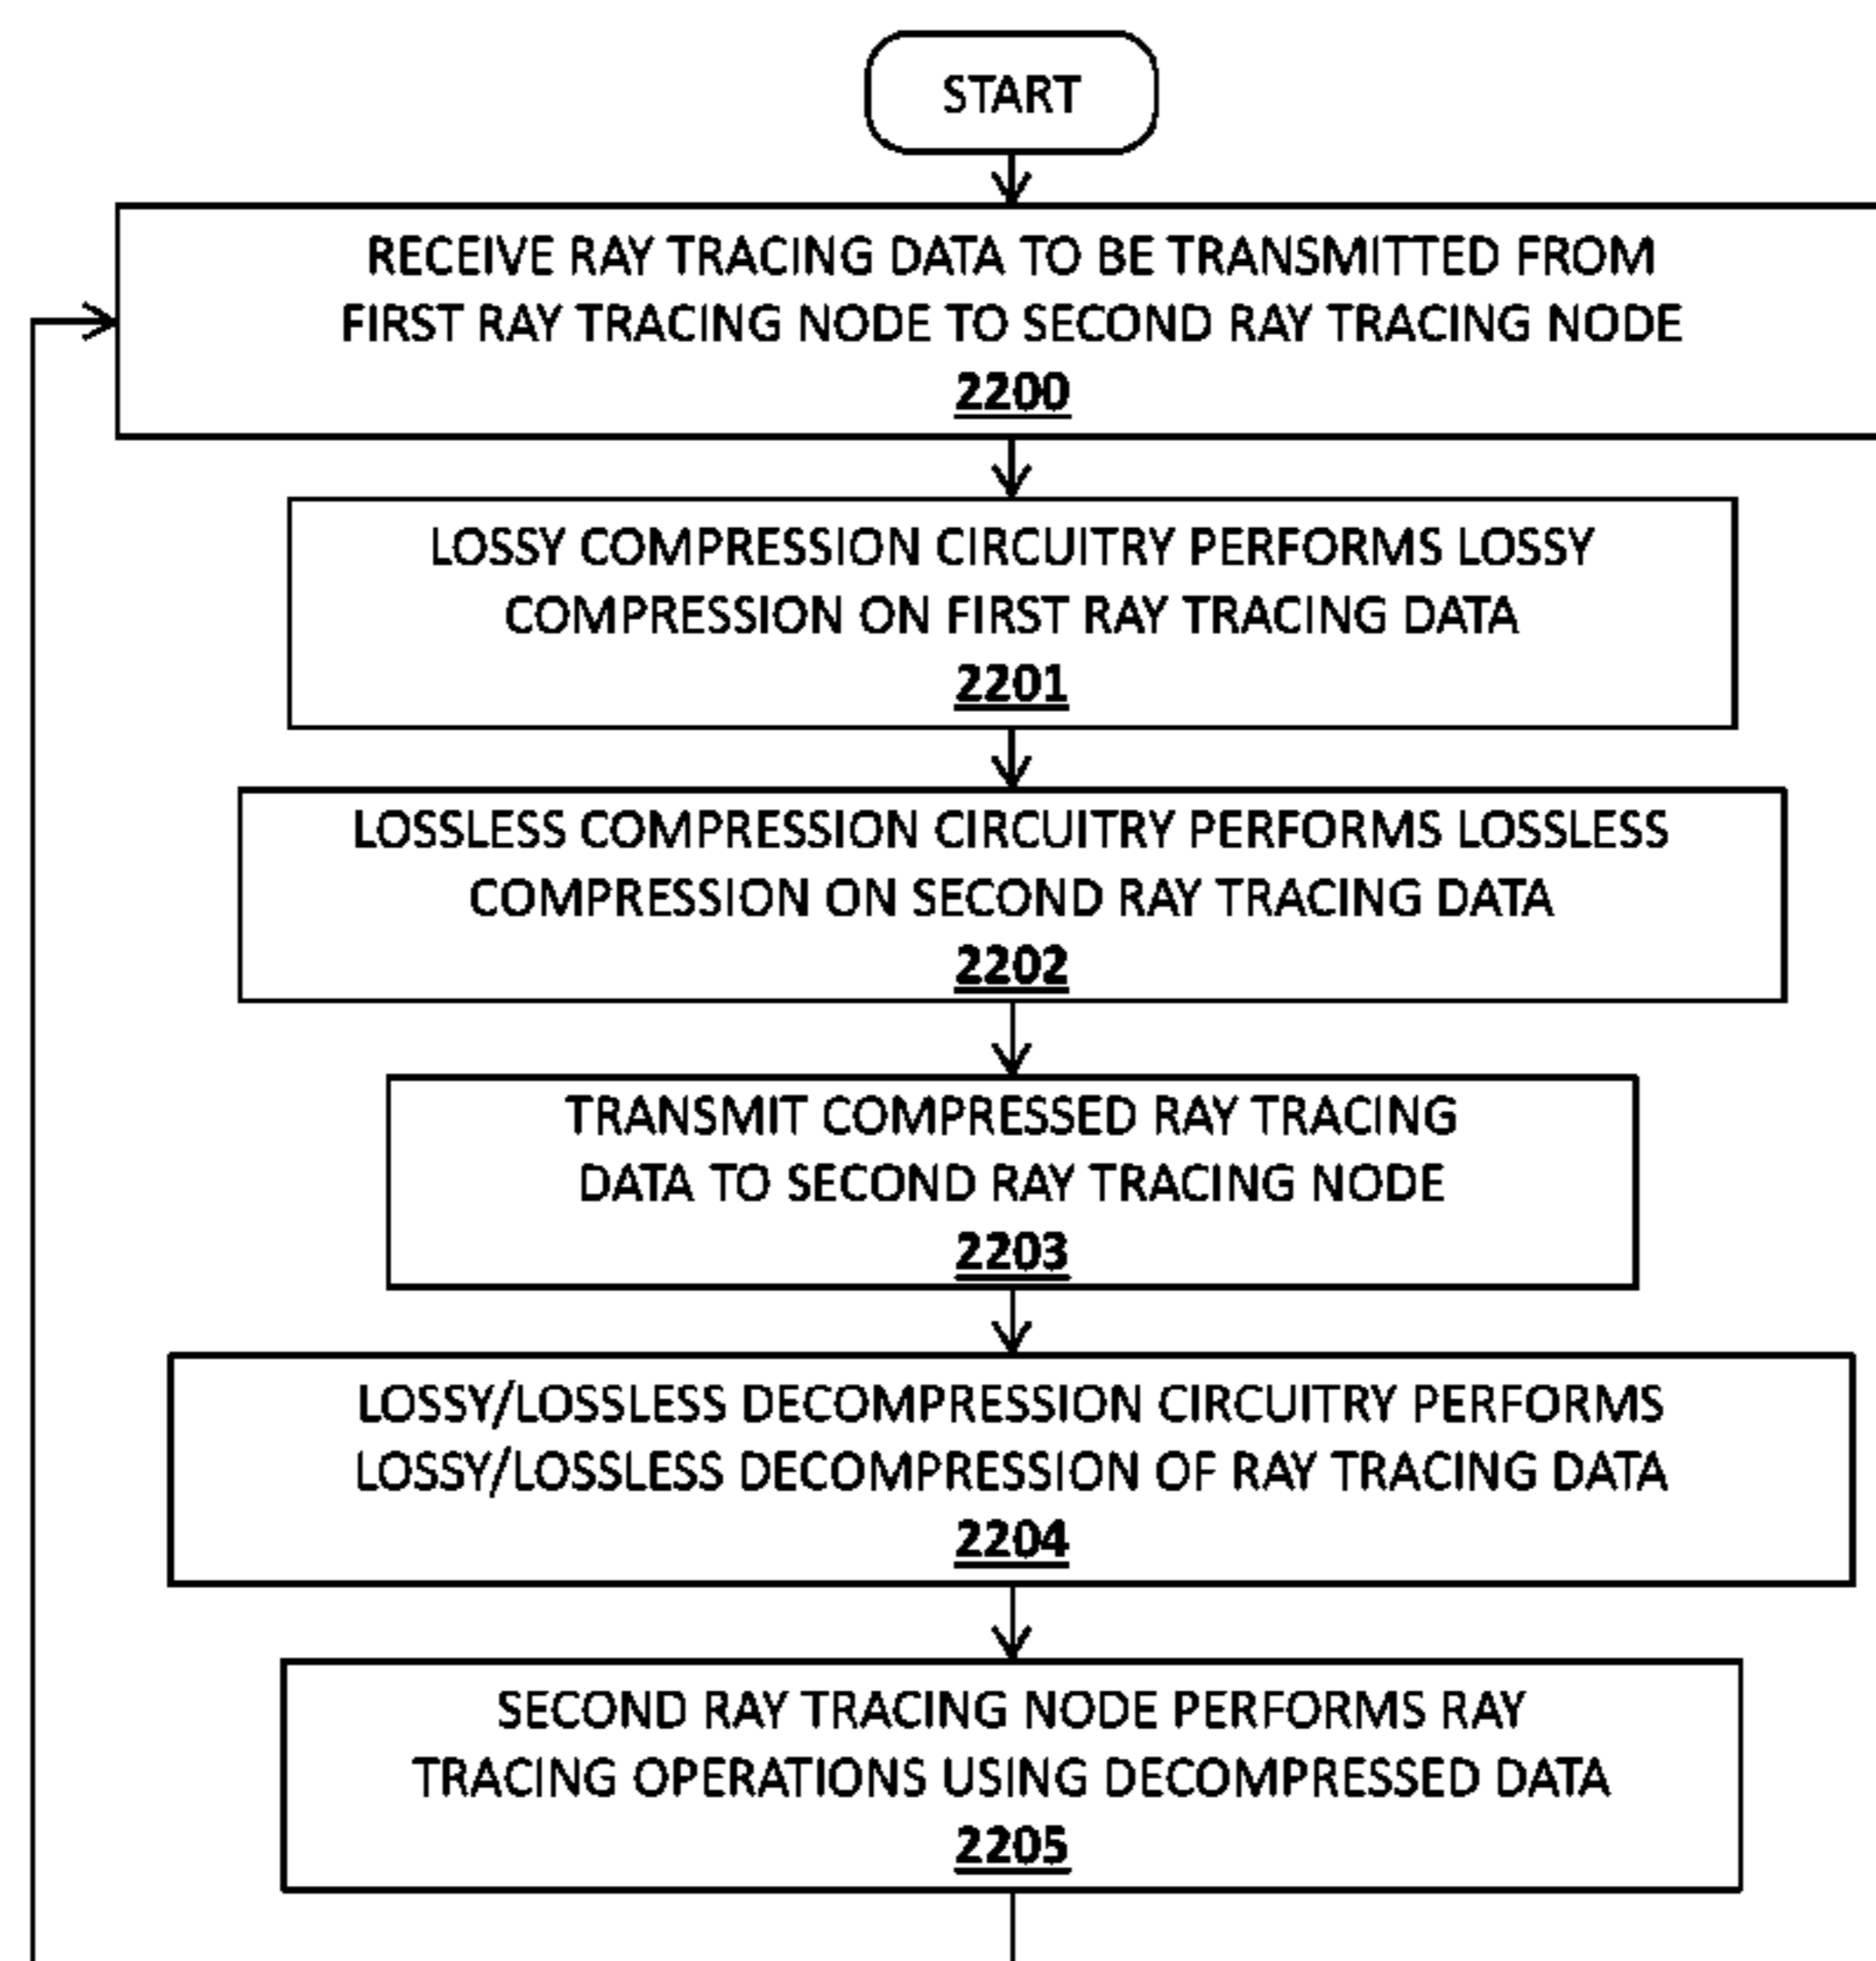 START
RECEIVE RAY TRACING DATA TO BE TRANSMITTED FROM
FIRST RAY TRACING NODE TO SECOND RAY TRACING NODE
2200
LOSSY COMPRESSION CIRCUITRY PERFORMS LOSSY
COMPRESSION ON FIRST RAY TRACING DATA
2201
LOSSLESS COMPRESSION CIRCUITRY PERFORMS LOSSLESS
COMPRESSION ON SECOND RAY TRACING DATA
2202
TRANSMIT COMPRESSED RAY TRACING
DATA TO SECOND RAY TRACING NODE
2203
LOSSY/LOSSLESS DECOMPRESSION CIRCUITRY PERFORMS
LOSSY/LOSSLESS DECOMPRESSION OF RAY TRACING DATA
2204
SECOND RAY TRACING NODE PERFORMS RAY
TRACING OPERATIONS USING DECOMPRESSED DATA
2205